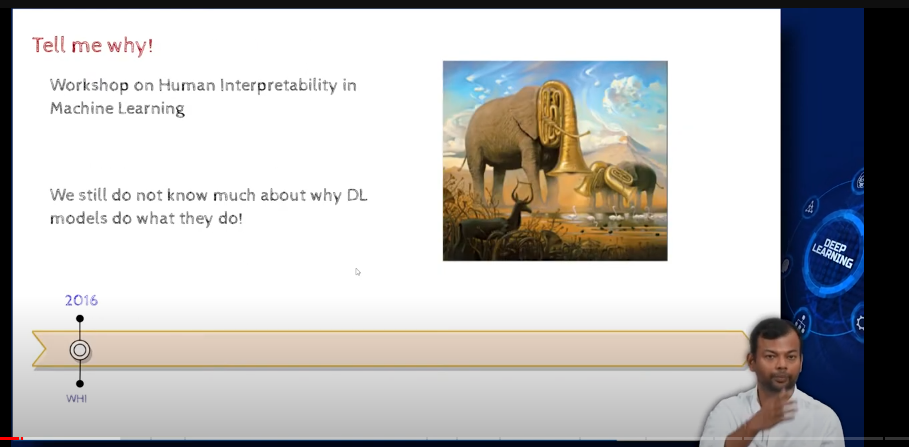 Tell me why!
Workshop on Human Interpretability in
Machine Learning
We still do not know much about why DL
models do what they do!
2016
WHI
DEEP
LEARNING